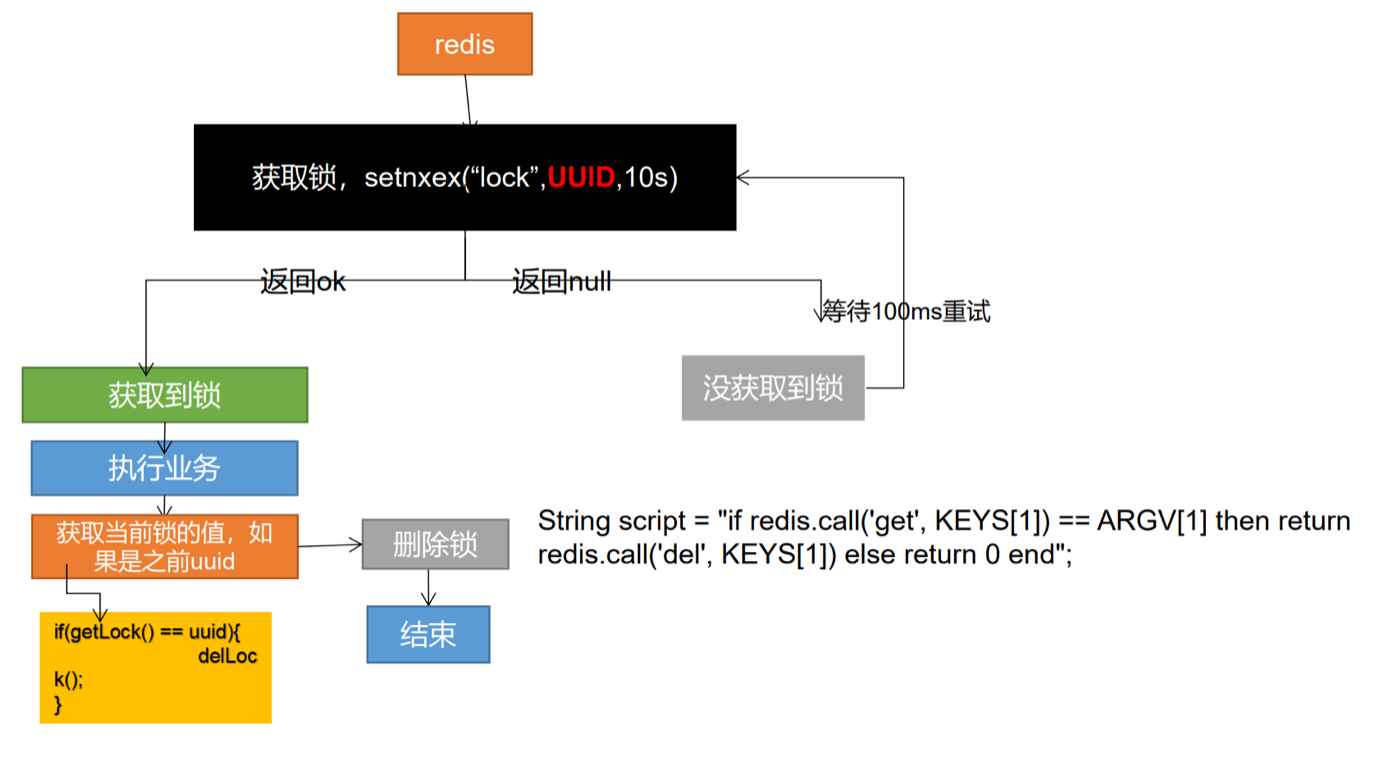 redis
获取锁，setnxex(“lock”,UUID,10s)
返回ok
返回null
等待100ms重试
获取到锁
没获取到锁
执行业务
获取当前锁的值，如
果是之前uuid
删除锁
String script = "if redis.call('get', KEYS[1]) == ARGV[1] then return
redis.call('del', KEYS[1]) else return 0 end";
结束
if(getLock() == uuid){
delLoc
k();
}